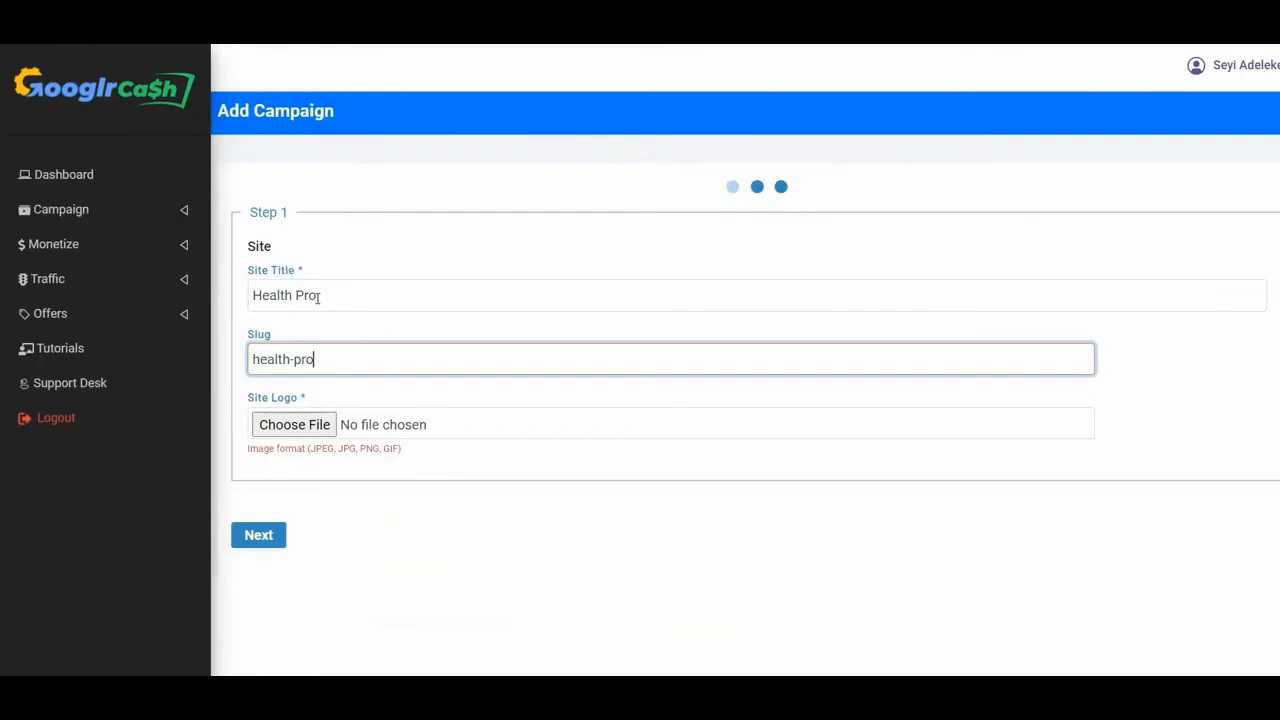 GooglrCa$h
Seyi Adeleke
Add Campaign
Dashboard
Campaign
Monetize
Traffic
Offers
Tutorials
Support Desk
Logout
Step 1
Site
Site Title *
Health Pro
Slug
health-pro
Site Logo *
Choose File No file chosen
Image format (JPEG, JPG, PNG, GIF)
Next